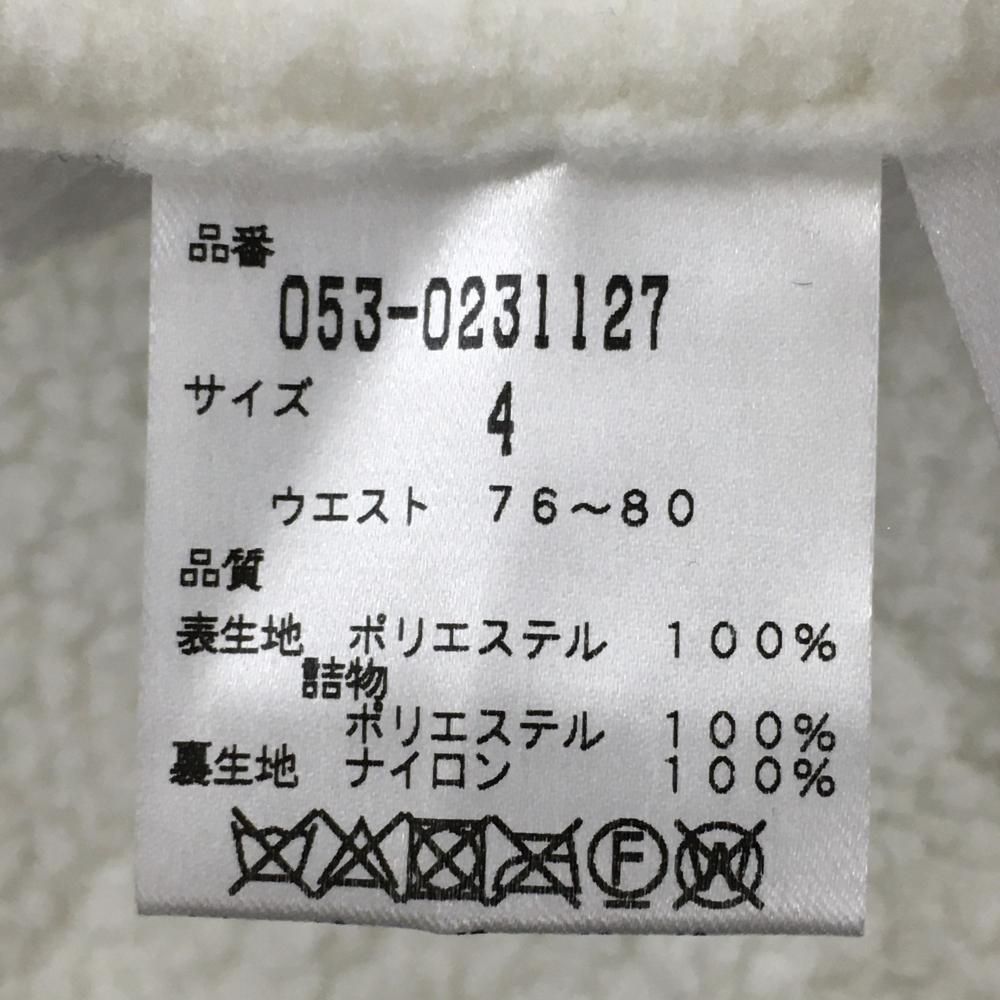 品番
053-0231127
サイズ 4
ウエスト 76～80
品質
表生地 ポリエステル 100%
詰物
ポリエステル 100%
裏生地 ナイロン 100%
F W